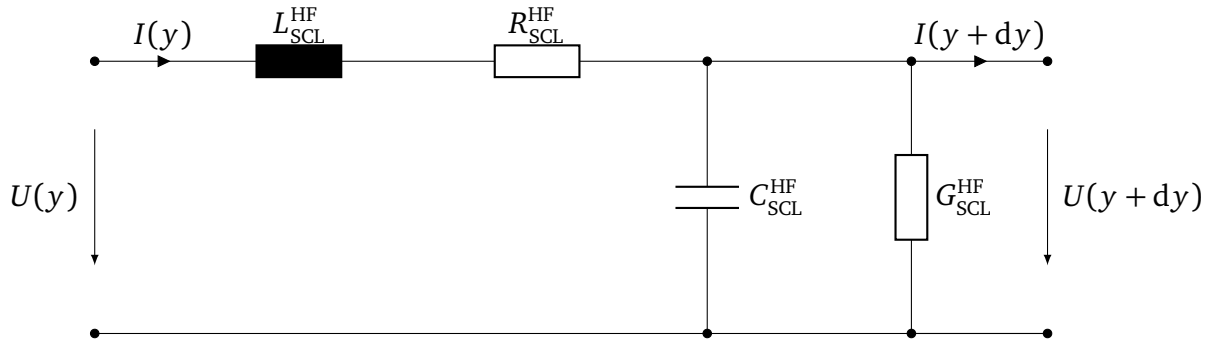 I(y)
L_SCL^HF
R_SCL^HF
I(y + dy)
U(y)
C_SCL^HF
G_SCL^HF
U(y + dy)